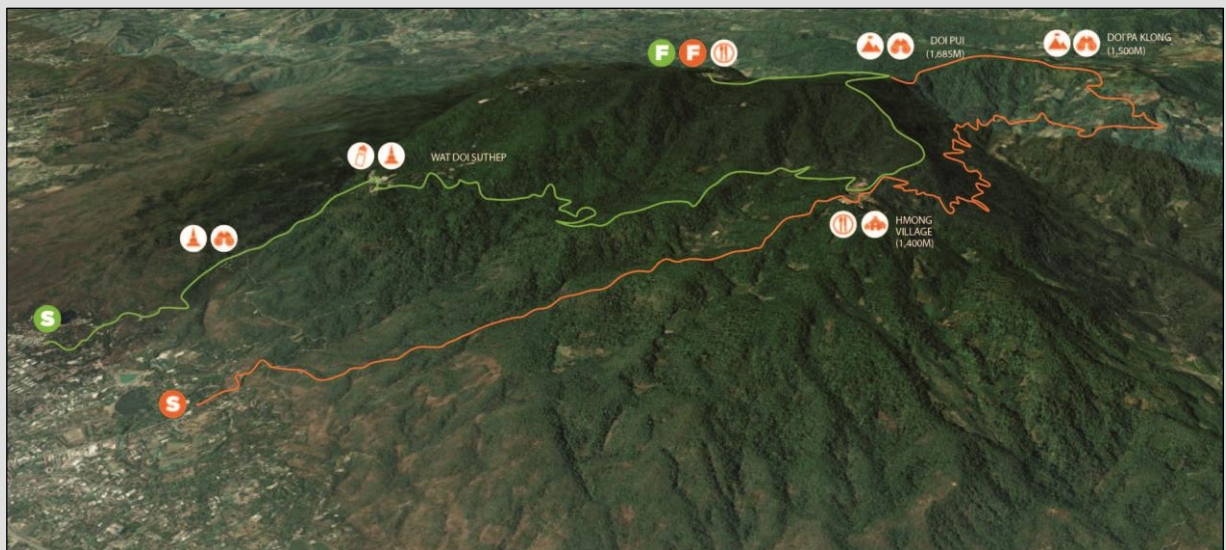 F F
DOI PUI
(1,685M)
DOI PA KLONG
(1,500M)
WAT DOI SUTHEP
HMONG
VILLAGE
(1,400M)
S
S